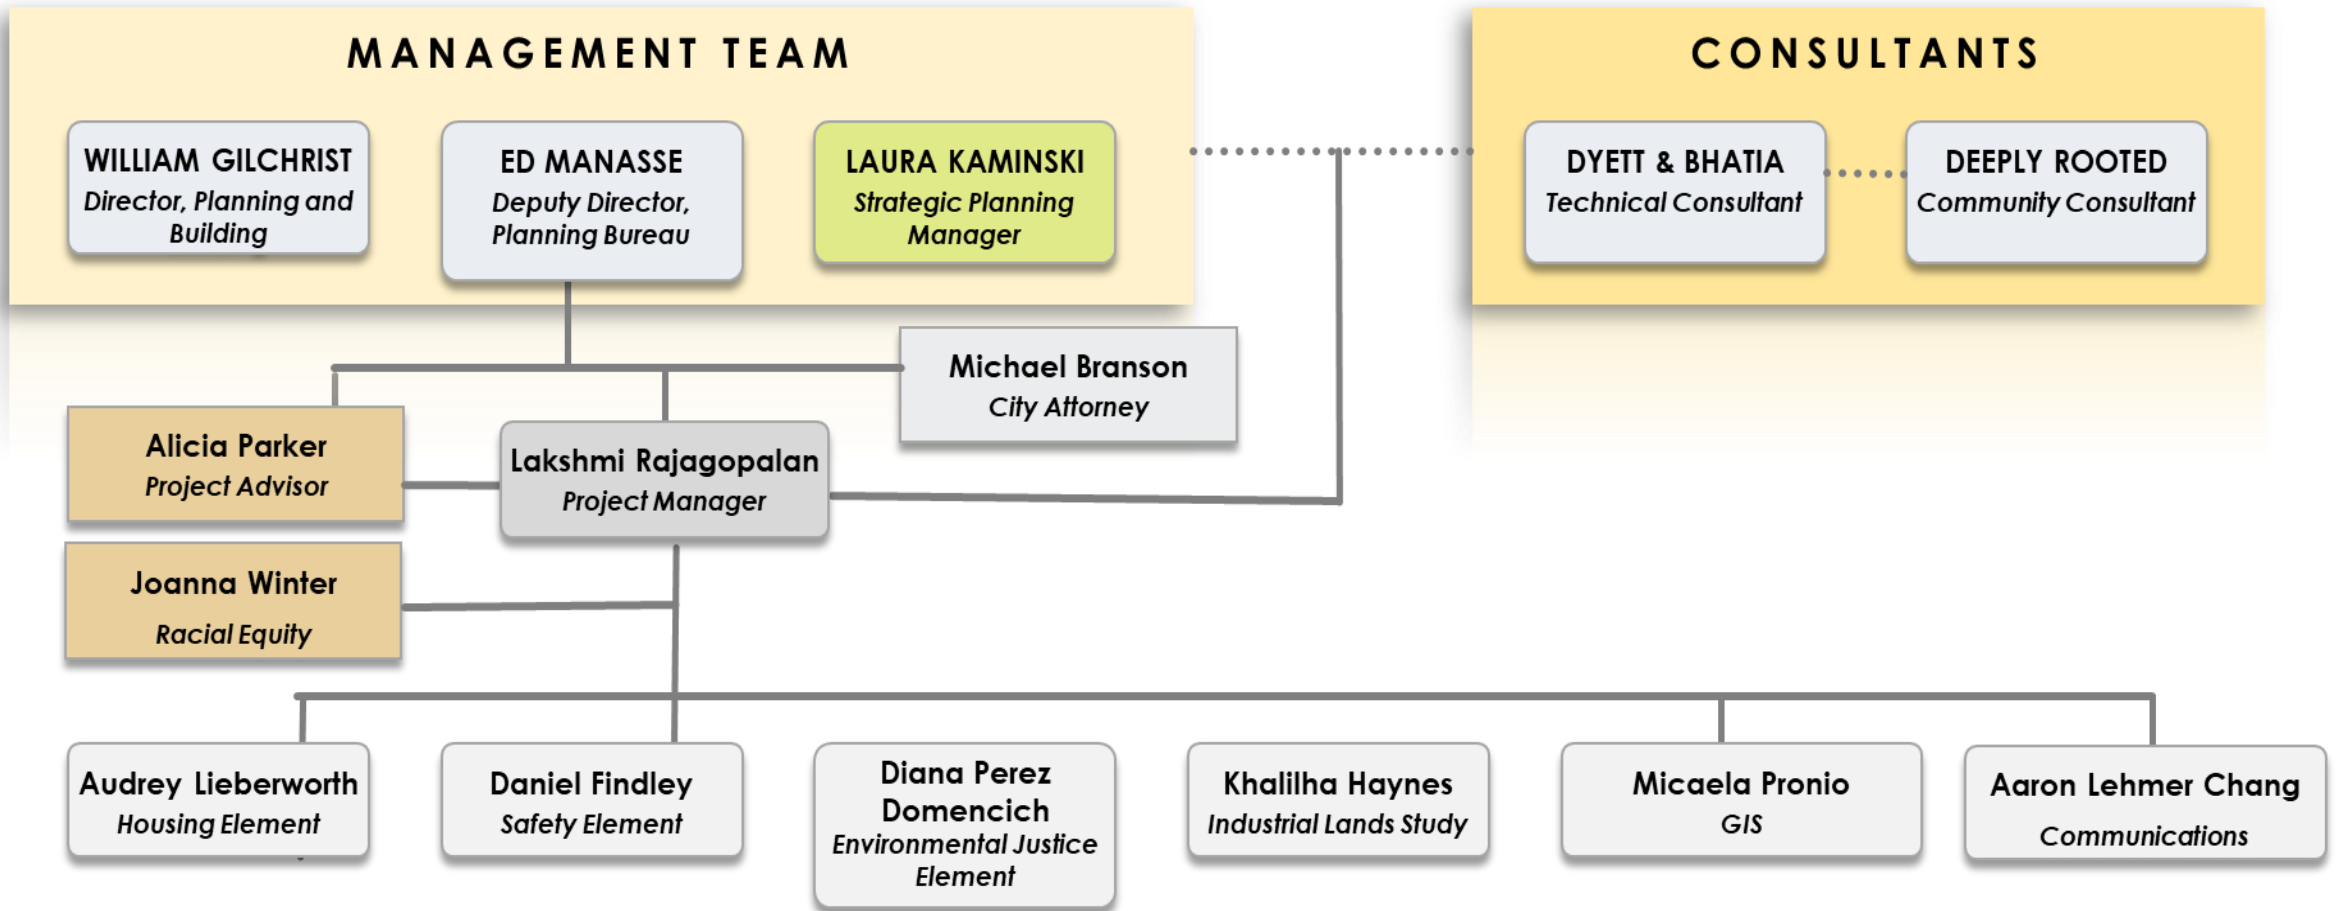 MANAGEMENT TEAM
WILLIAM GILCHRIST
Director, Planning and
Building
ED MANASSE
Deputy Director,
Planning Bureau
LAURA KAMINSKI
Strategic Planning
Manager
CONSULTANTS
DYETT & BHATIA
Technical Consultant
DEEPLY ROOTED
Community Consultant
Michael Branson
City Attorney
Alicia Parker
Project Advisor
Lakshmi Rajagopalan
Project Manager
Joanna Winter
Racial Equity
Audrey Lieberworth
Housing Element
Daniel Findley
Safety Element
Diana Perez
Domencich
Environmental Justice
Element
Khalilha Haynes
Industrial Lands Study
Micaela Pronio
GIS
Aaron Lehmer Chang
Communications